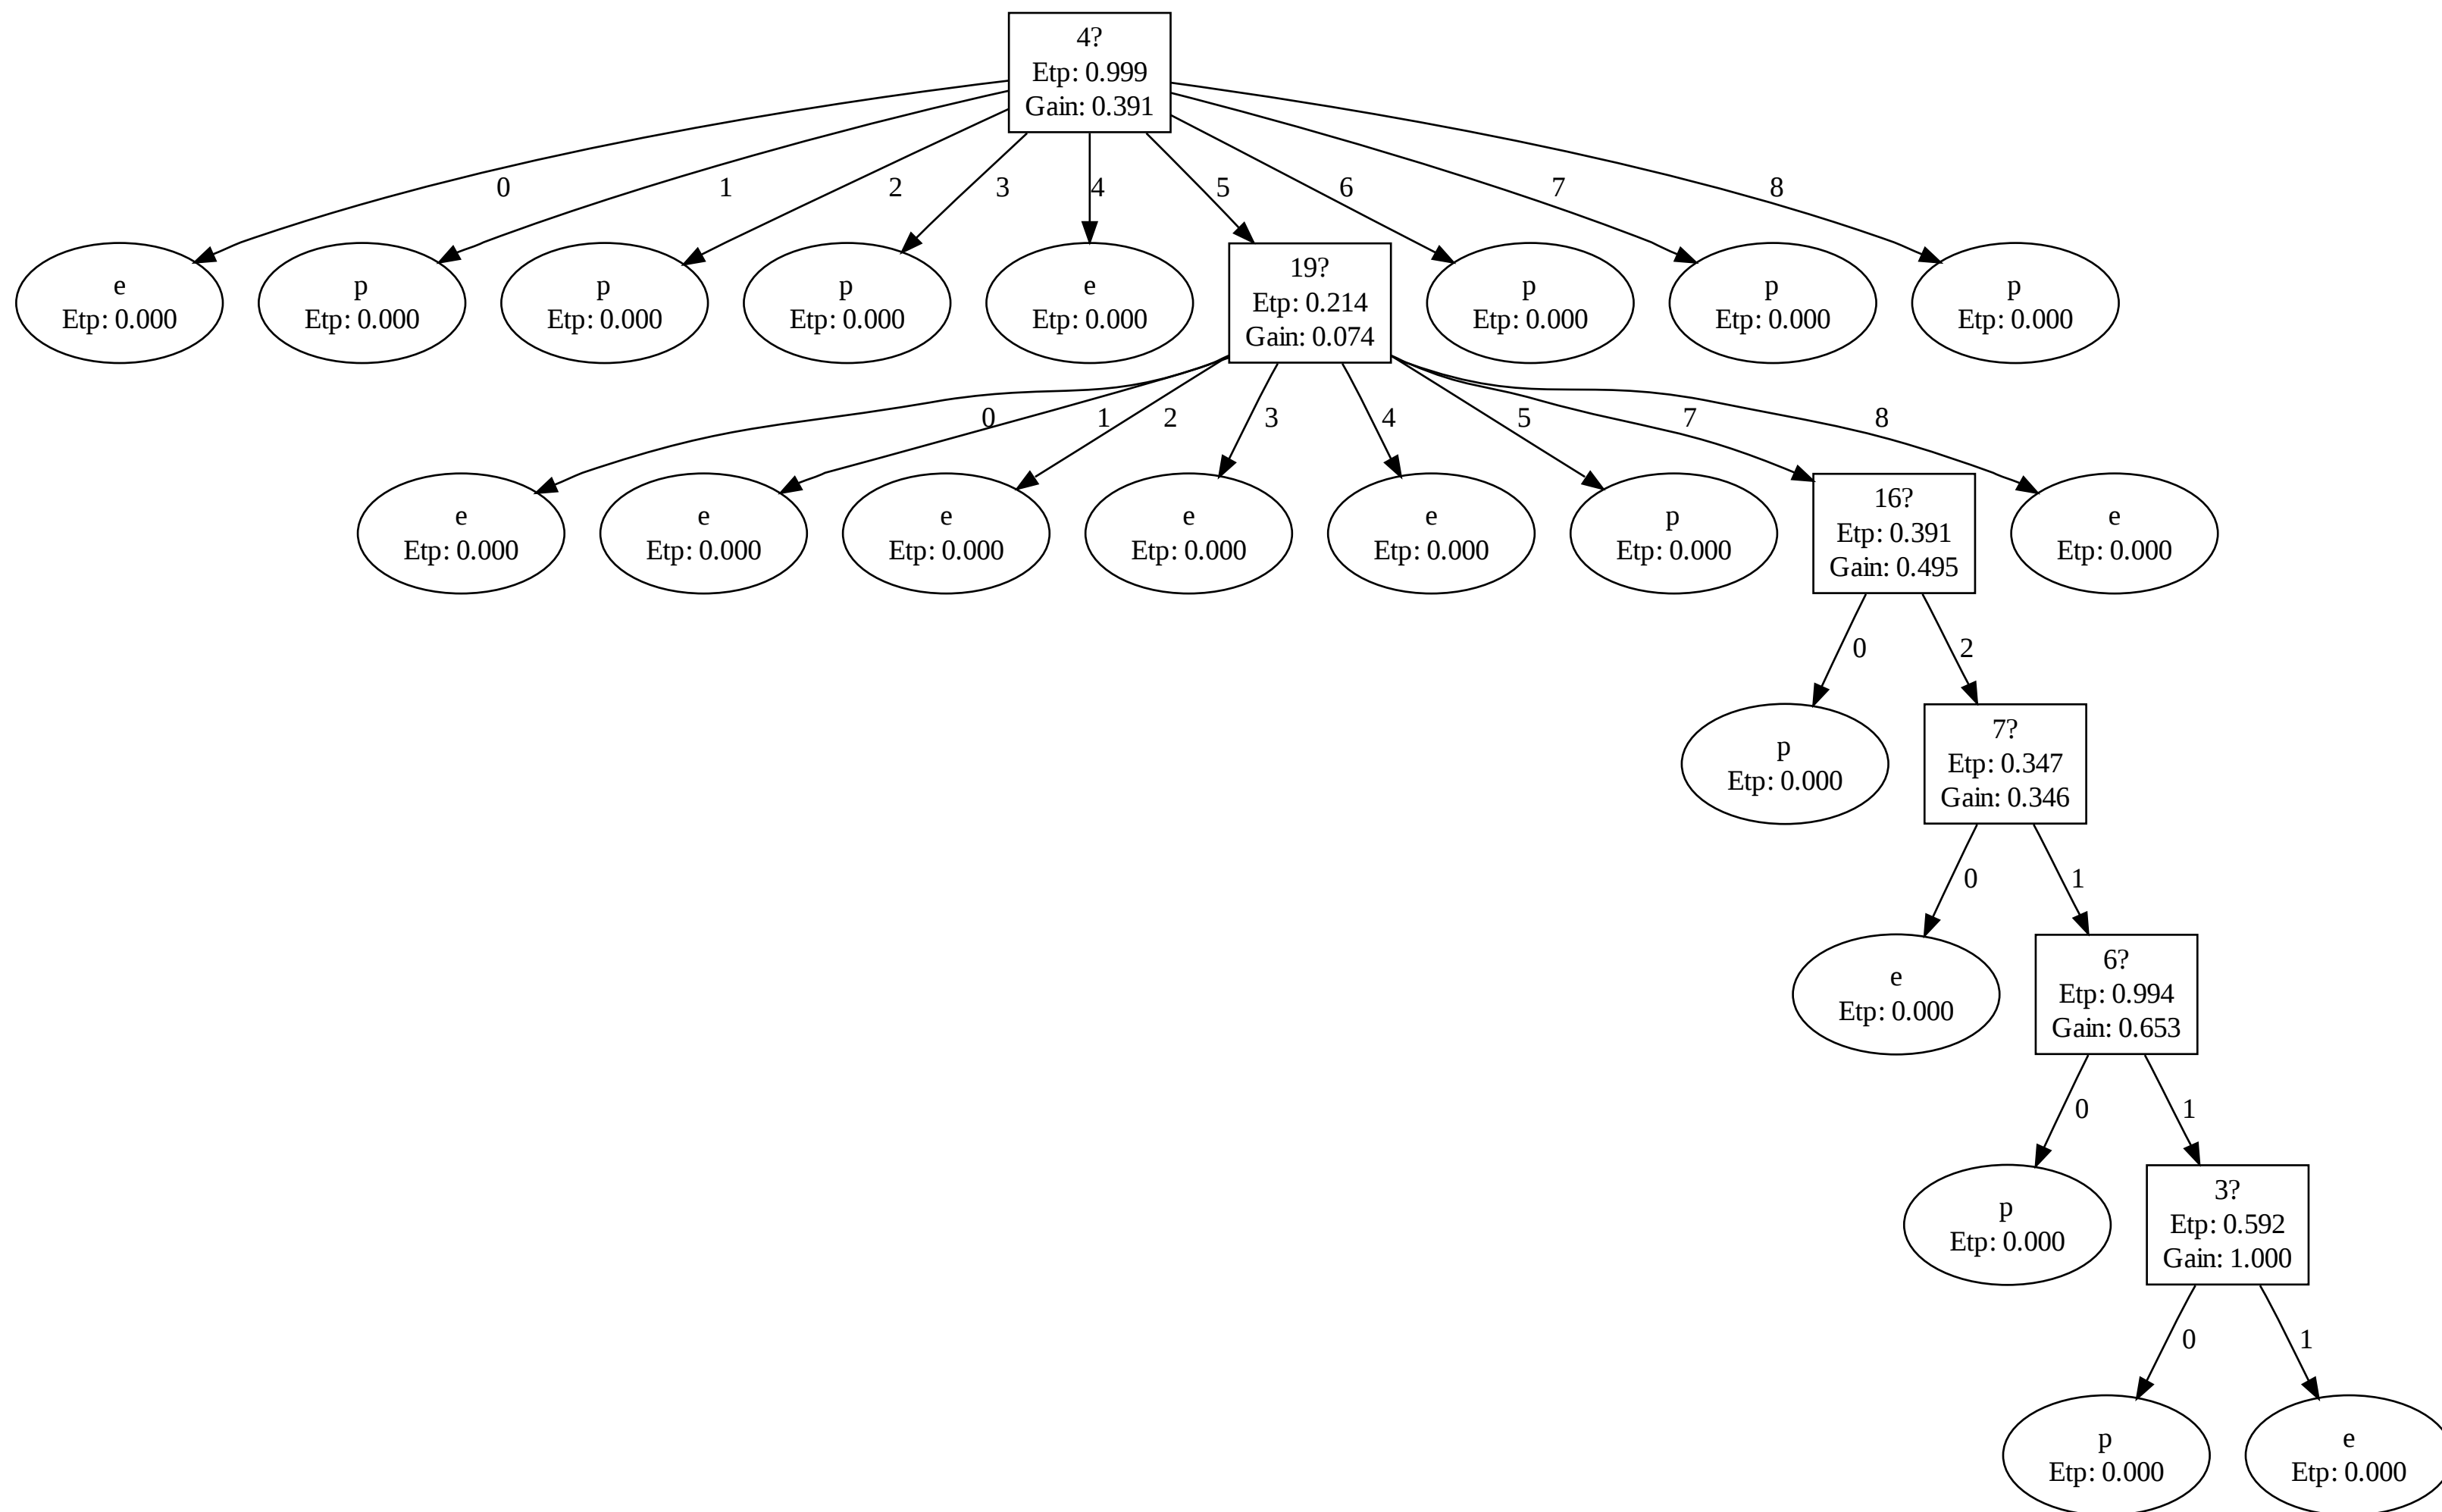 4?
Etp: 0.999
Gain: 0.391
0
1
2
3
4
5
6
7
8
e
Etp: 0.000
p
Etp: 0.000
p
Etp: 0.000
p
Etp: 0.000
e
Etp: 0.000
19?
Etp: 0.214
Gain: 0.074
p
Etp: 0.000
p
Etp: 0.000
p
Etp: 0.000
0
1
2
3
4
5
7
8
e
Etp: 0.000
e
Etp: 0.000
e
Etp: 0.000
e
Etp: 0.000
e
Etp: 0.000
p
Etp: 0.000
16?
Etp: 0.391
Gain: 0.495
e
Etp: 0.000
0
2
p
Etp: 0.000
7?
Etp: 0.347
Gain: 0.346
0
1
e
Etp: 0.000
6?
Etp: 0.994
Gain: 0.653
0
1
p
Etp: 0.000
3?
Etp: 0.592
Gain: 1.000
0
1
p
Etp: 0.000
e
Etp: 0.000